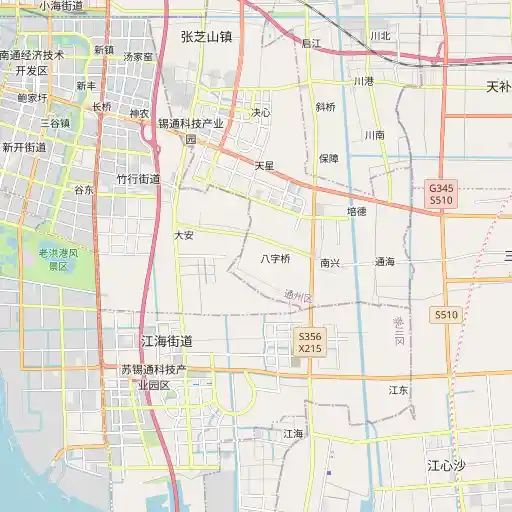 小海街道
张芝山镇
启江
川北
新镇
汤家窑
南通经济技术
开发区
新丰
川港
天补
鲍家圩
长桥
神农
决心
斜桥
三谷镇
锡通科技产业
园
川南
新开街道
天星
保障
竹行街道
谷东
G345
S510
培德
大安
老洪港风
景区
八字桥
南兴
通海
三
通州区
S510
海门区
江海街道
S356
X215
苏锡通科技产
业园区
江东
江海
江心沙